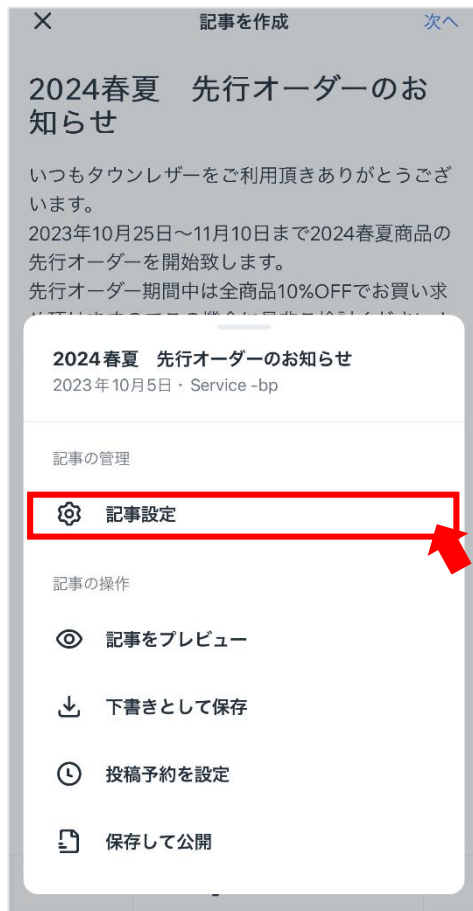 記事を作成 次へ
2024春夏　先行オーダーのお
知らせ
いつもタウンレザーをご利用頂きありがとうござ
います。
2023年10月25日～11月10日まで2024春夏商品の
先行オーダーを開始致します。
先行オーダー期間中は全商品10%OFFでお買い求
2024春夏　先行オーダーのお知らせ
2023年10月5日・Service -bp
記事の管理
記事設定
記事の操作
記事をプレビュー
下書きとして保存
投稿予約を設定
保存して公開